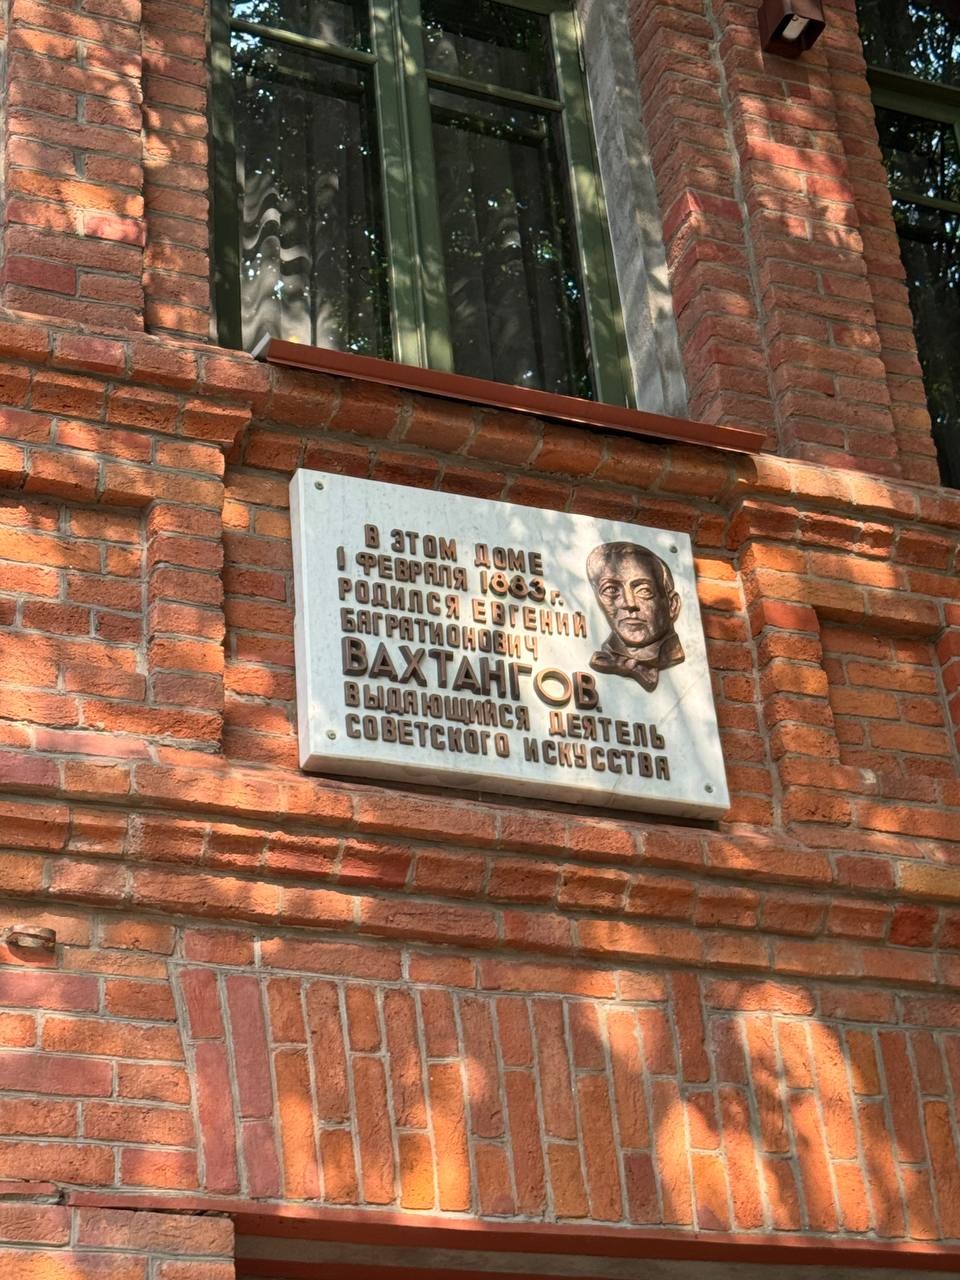 В ЭТОМ ДОМЕ
1 ФЕВРАЛЯ 1883 г.
РОДИЛСЯ ЕВГЕНИЙ
БАГРАТИОНОВИЧ
ВАХТАНГОВ.
ВЫДАЮЩИЙСЯ ДЕЯТЕЛЬ
СОВЕТСКОГО ИСКУССТВА